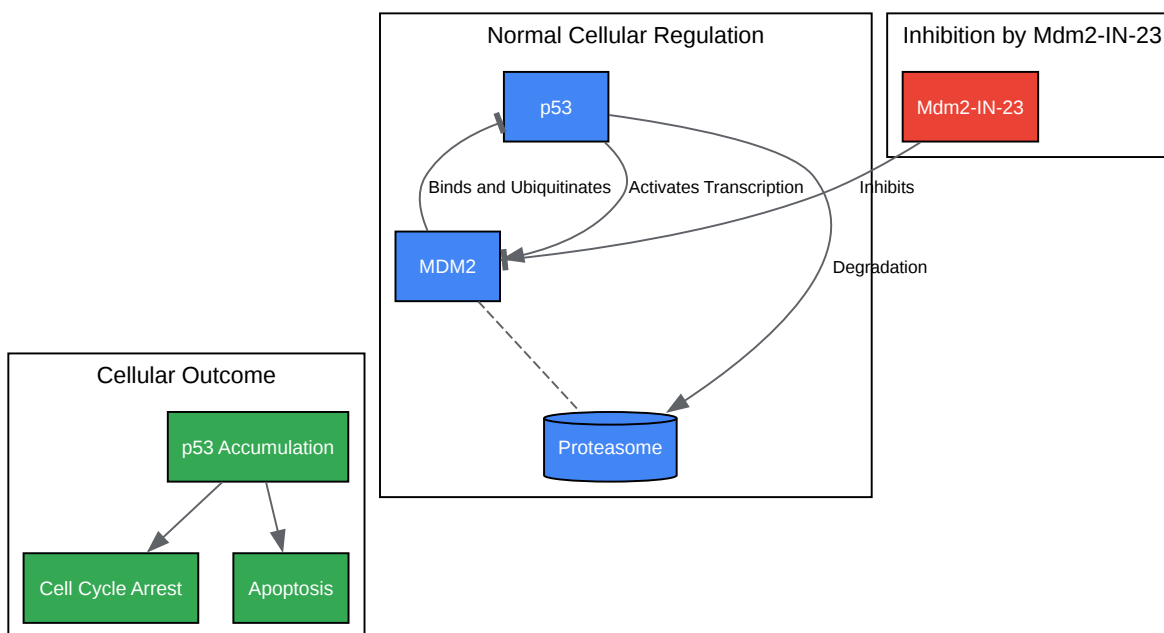 Normal Cellular Regulation
Inhibition by Mdm2-IN-23
p53
Mdm2-IN-23
Binds and Ubiquitinates
Activates Transcription
Inhibits
MDM2
Degradation
Cellular Outcome
p53 Accumulation
Proteasome
Cell Cycle Arrest
Apoptosis